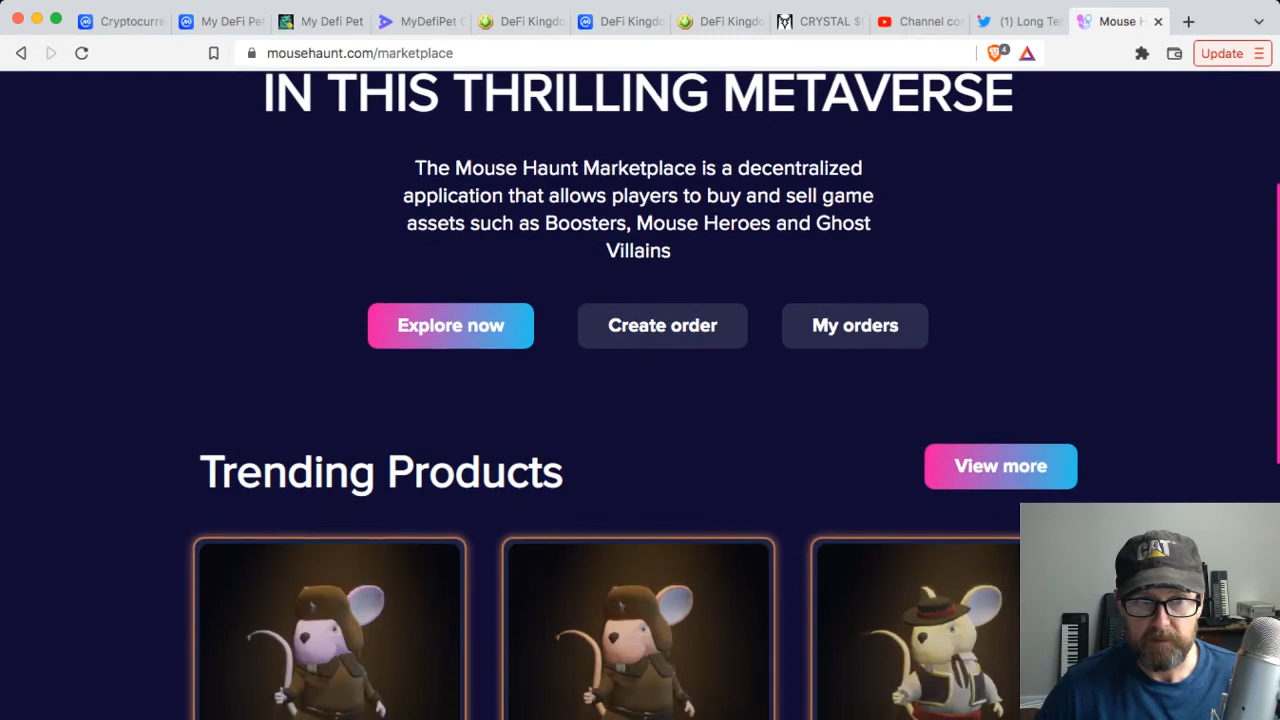 Cryptocurre
My DeFi Pet
My DeFi Pet
MyDefiPet
DeFi Kingdo
DeFi Kingdo
DeFi Kingdo
CRYSTAL
Channel co
(1) Long Te
Mouse H
mousehaunt.com/marketplace
4
Update
IN THIS THRILLING METAVERSE
The Mouse Haunt Marketplace is a decentralized
application that allows players to buy and sell game
assets such as Boosters, Mouse Heroes and Ghost
Villains
Explore now
Create order
My orders
Trending Products
View more
CAT